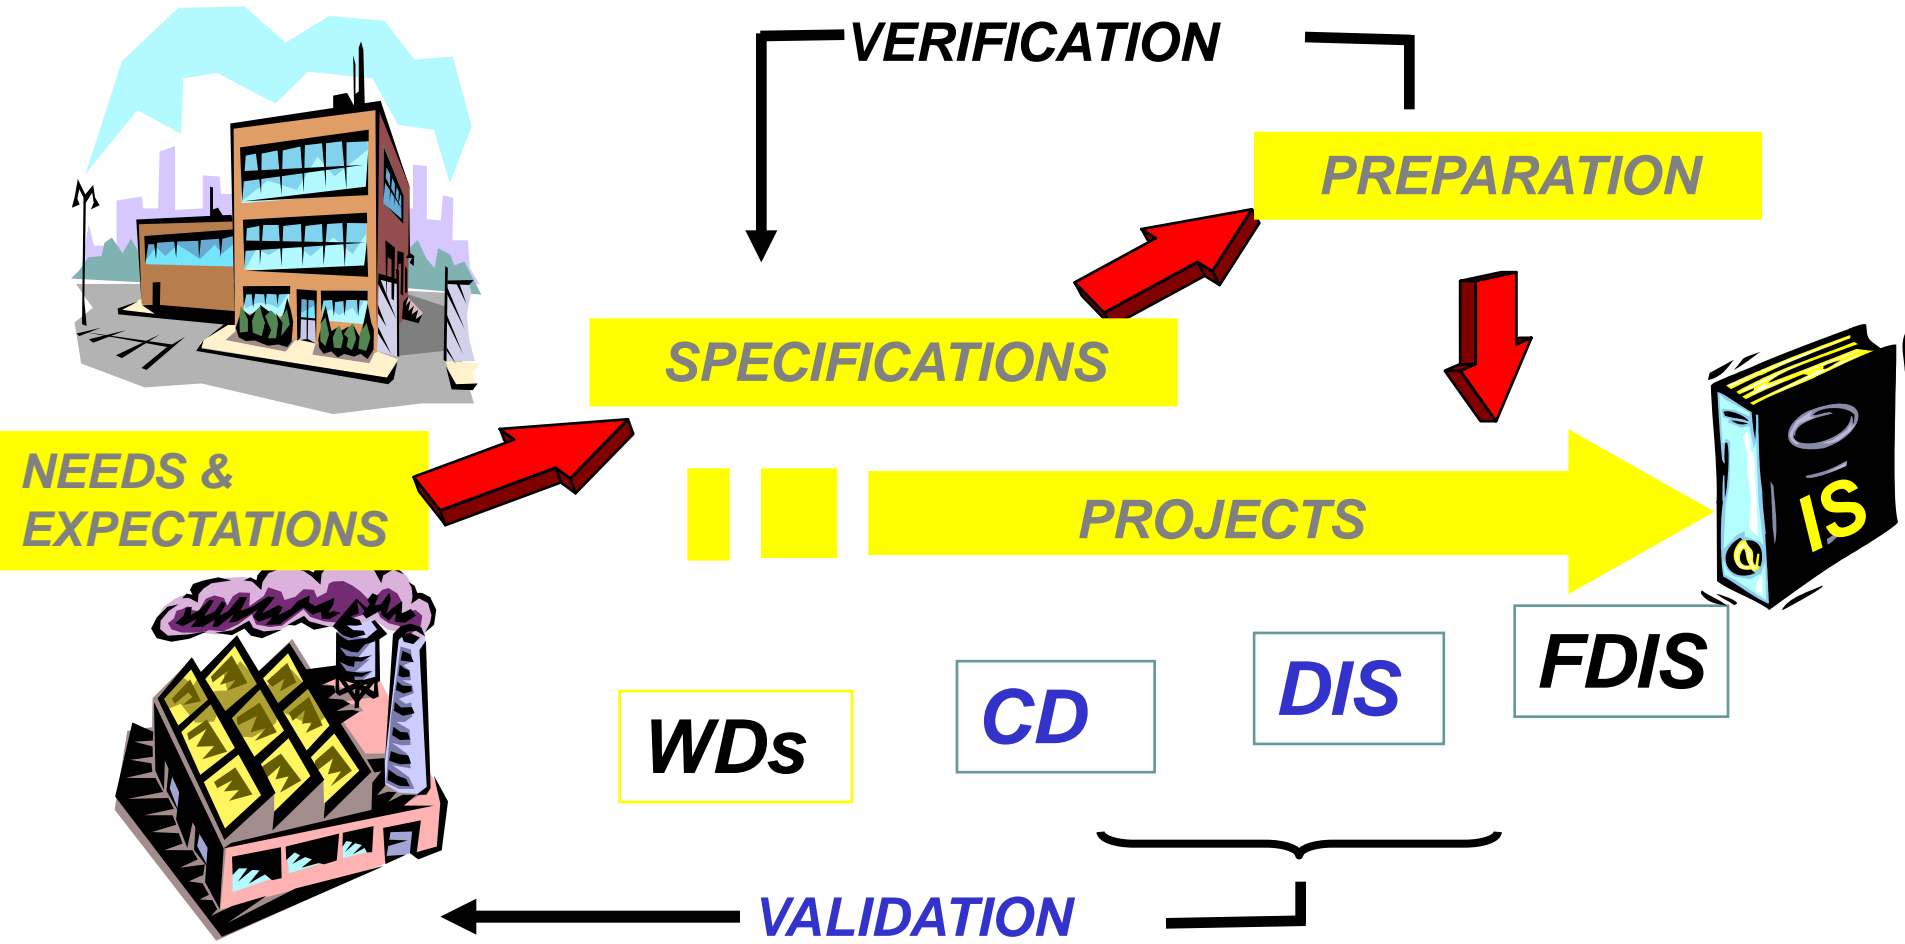 VERIFICATION
PREPARATION
SPECIFICATIONS
NEEDS &
EXPECTATIONS
PROJECTS
IS
WDs
CD
DIS
FDIS
VALIDATION